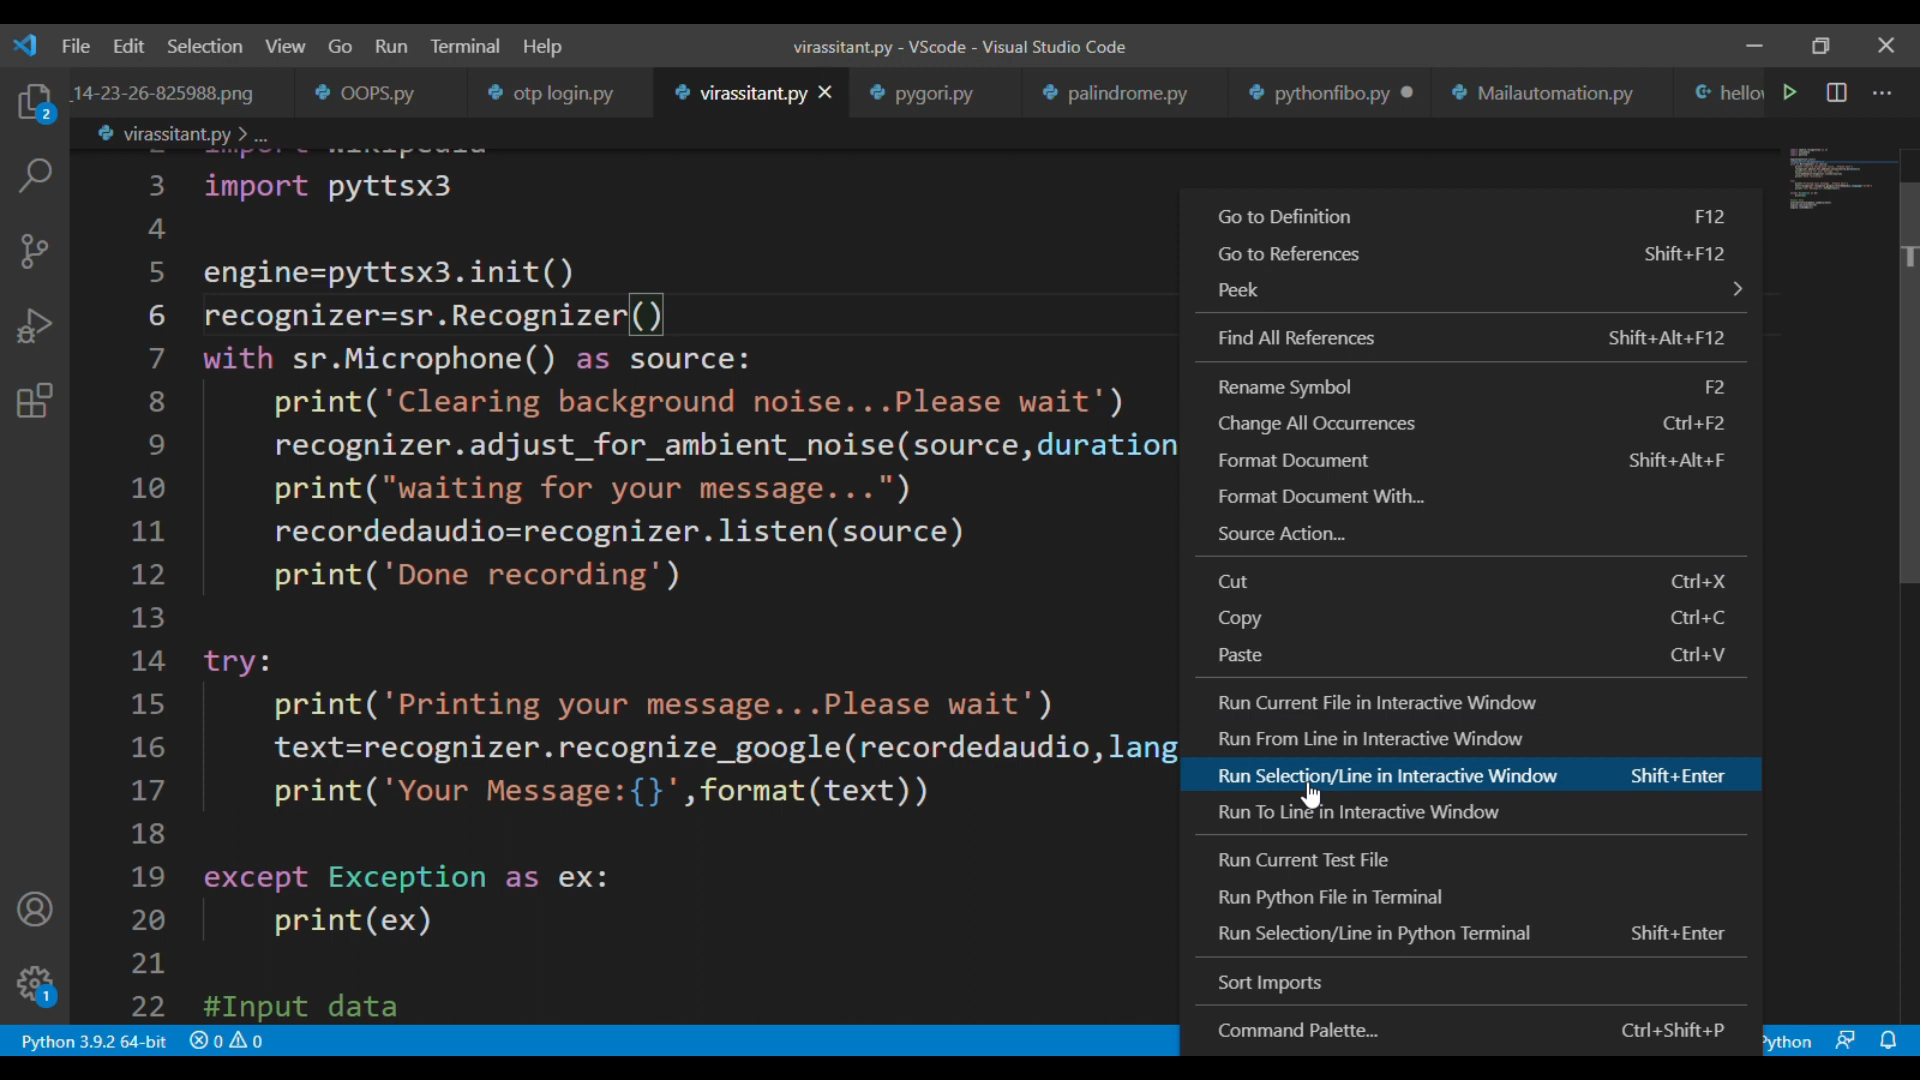 File Edit Selection View Go Run Terminal Help virassitant.py - VScode - Visual Studio Code
_14-23-26-825988.png OOPS.py otp login.py virassitant.py pygori.py palindrome.py pythonfibo.py Mailautomation.py hello
2
virassitant.py > ...
2 import wikipedia
3 import pyttsx3
4
5 engine=pyttsx3.init()
6 recognizer=sr.Recognizer()
7 with sr.Microphone() as source:
8 print('Clearing background noise...Please wait')
9 recognizer.adjust_for_ambient_noise(source,duration
10 print("waiting for your message...")
11 recordedaudio=recognizer.listen(source)
12 print('Done recording')
13
14 try:
15 print('Printing your message...Please wait')
16 text=recognizer.recognize_google(recordedaudio,lang
17 print('Your Message:{}',format(text))
18
19 except Exception as ex:
20 print(ex)
21
22 #Input data
Go to Definition F12
Go to References Shift+F12
Peek >
Find All References Shift+Alt+F12
Rename Symbol F2
Change All Occurrences Ctrl+F2
Format Document Shift+Alt+F
Format Document With...
Source Action...
Cut Ctrl+X
Copy Ctrl+C
Paste Ctrl+V
Run Current File in Interactive Window
Run From Line in Interactive Window
Run Selection/Line in Interactive Window Shift+Enter
Run To Line in Interactive Window
Run Current Test File
Run Python File in Terminal
Run Selection/Line in Python Terminal Shift+Enter
Sort Imports
Command Palette... Ctrl+Shift+P
1
Python 3.9.2 64-bit 0 0 Python